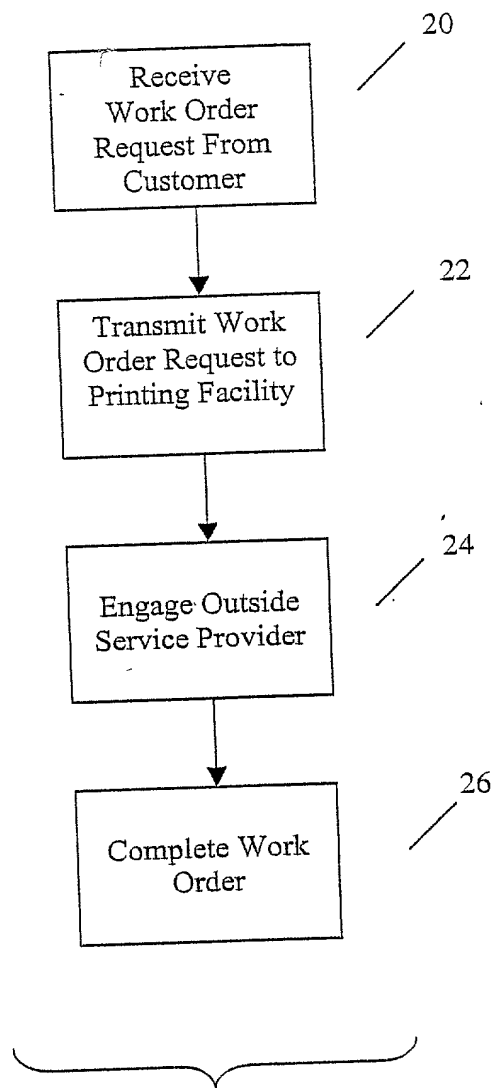 20
Receive
Work Order
Request From
Customer
22
Transmit Work
Order Request to
Printing Facility
24
Engage Outside
Service Provider
26
Complete Work
Order